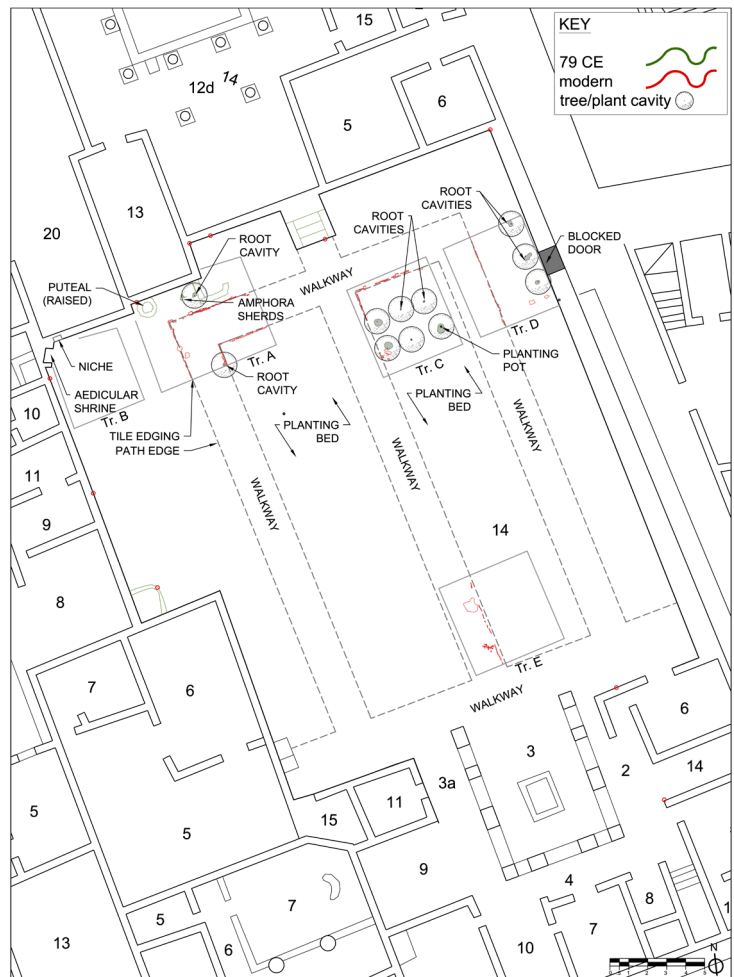 KEY
79 CE
modern
tree/plant cavity
15
12d
14
5
6
13
20
ROOT
CAVITIES
ROOT
CAVITIES
ROOT
CAVITY
BLOCKED
DOOR
WALKWAY
PUTEAL
(RAISED)
AMPHORA
SHERDS
Tr. D
NICHE
Tr. A
Tr. C
PLANTING
POT
ROOT
CAVITY
AEDICULAR
SHRINE
PLANTING
BED
10
Tr. B
PLANTING
BED
TILE EDGING
PATH EDGE
WALKWAY
WALKWAY
WALKWAY
11
9
14
8
7
6
Tr. E
WALKWAY
6
3
2
14
3a
5
5
15
11
9
4
8
7
5
13
6
10
7
N